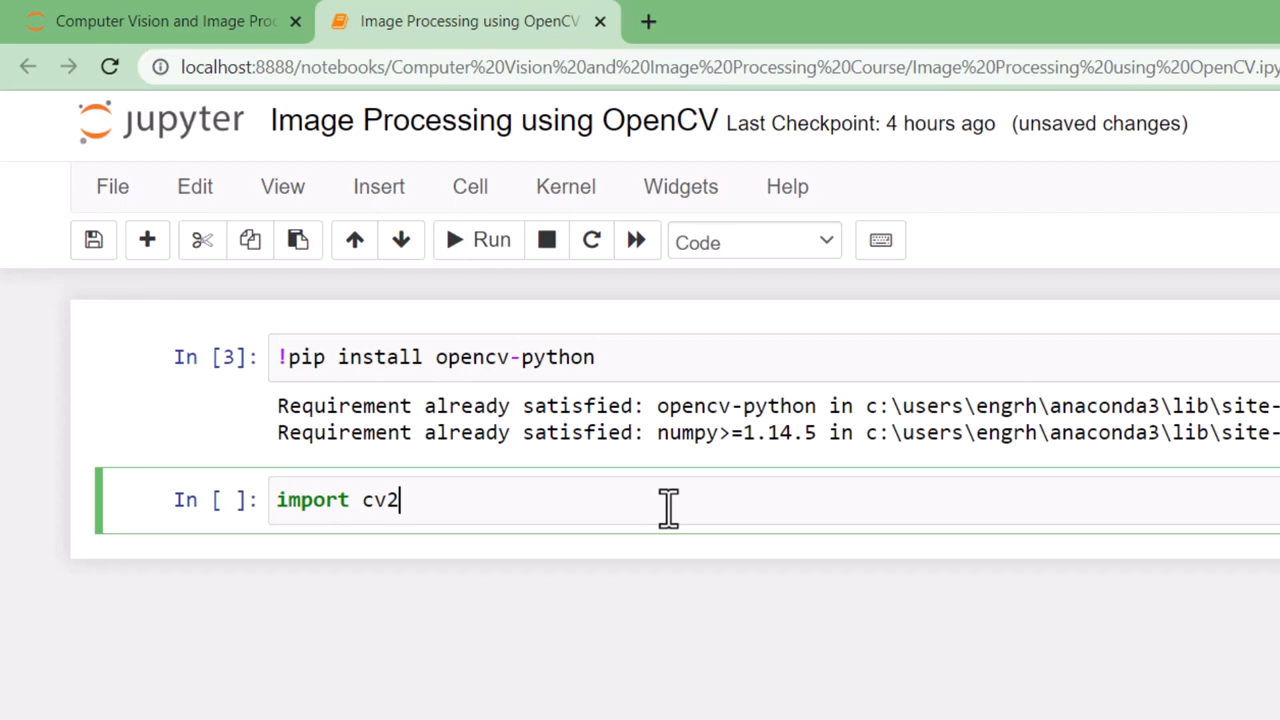 Computer Vision and Image Proc
Image Processing using OpenCV
localhost:8888/notebooks/Computer%20Vision%20and%20Image%20Processing%20Course/Image%20Processing%20using%20OpenCV.ipy
jupyter Image Processing using OpenCV Last Checkpoint: 4 hours ago (unsaved changes)
File Edit View Insert Cell Kernel Widgets Help
Run Code
In [3]: !pip install opencv-python
Requirement already satisfied: opencv-python in c:\users\engrh\anaconda3\lib\site-
Requirement already satisfied: numpy>=1.14.5 in c:\users\engrh\anaconda3\lib\site-
In [ ]: import cv2